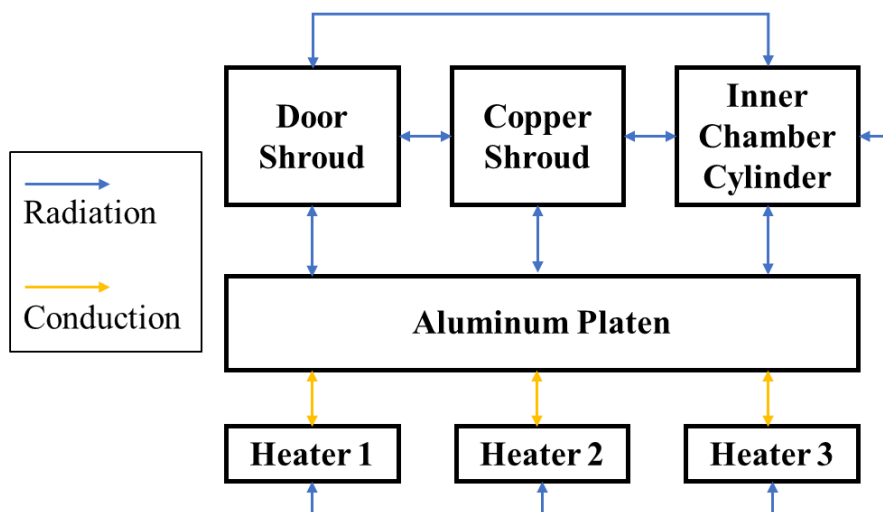 Door
Shroud
Copper
Shroud
Inner
Chamber
Cylinder
Radiation
Conduction
Aluminum Platen
Heater 1
Heater 2
Heater 3